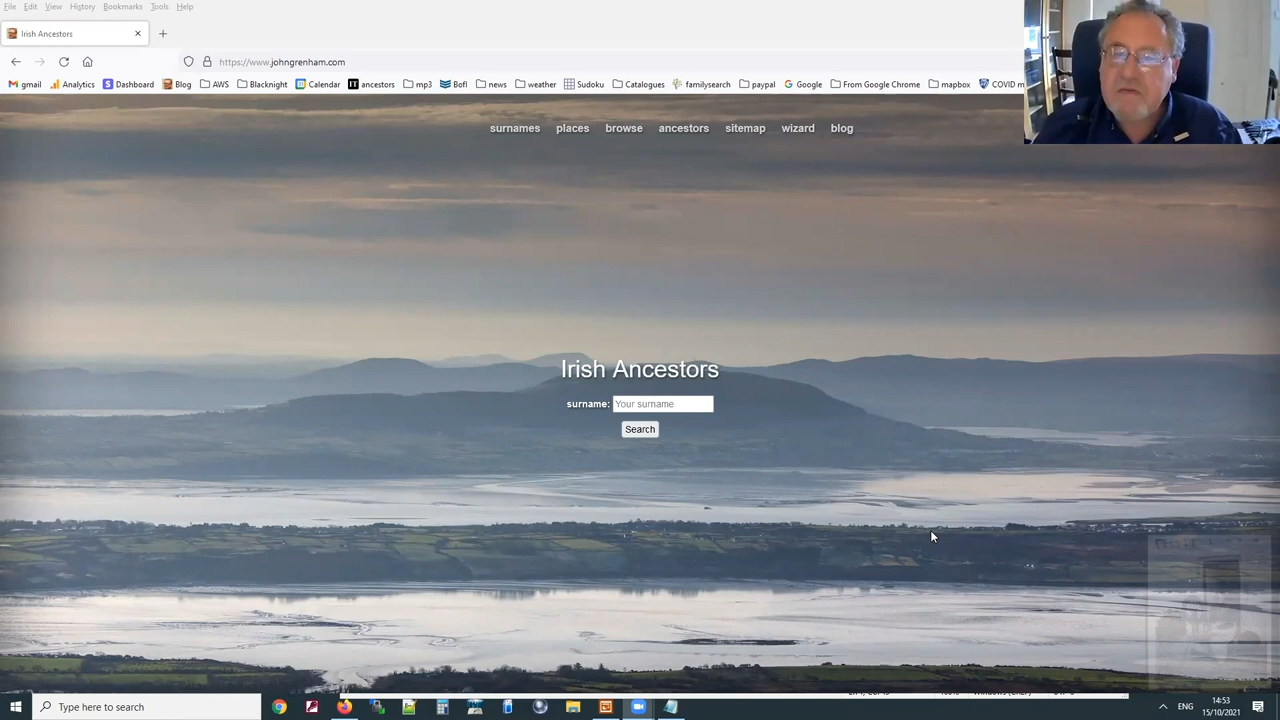 File Edit View History Bookmarks Tools Help
Irish Ancestors
https://www.johngrenham.com
gmail Analytics Dashboard Blog AWS Blacknight Calendar ancestors mp3 Bofl news weather Sudoku Catalogues familysearch paypal Google From Google Chrome mapbox COVID m
surnames places browse ancestors sitemap wizard blog
Irish Ancestors
surname: Your surname
Search
Type here to search
ENG
14:53
15/10/2021